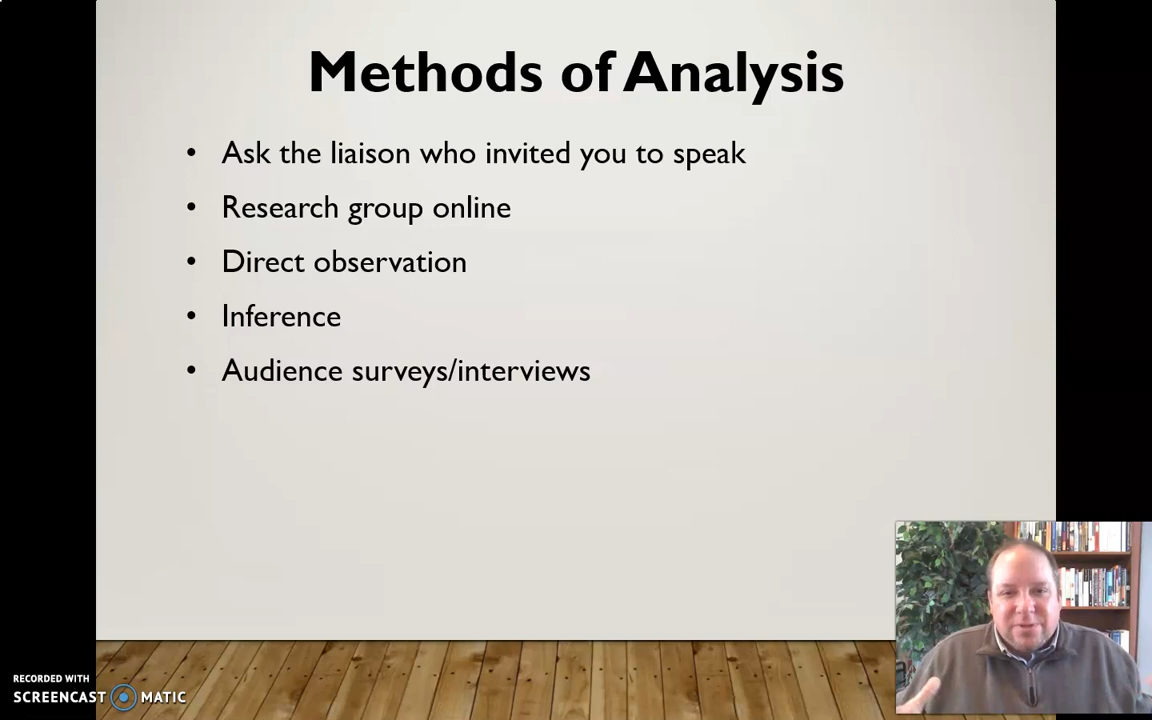 Methods of Analysis
• Ask the liaison who invited you to speak
• Research group online
• Direct observation
• Inference
• Audience surveys/interviews
RECORDED WITH
SCREENCAST MATIC